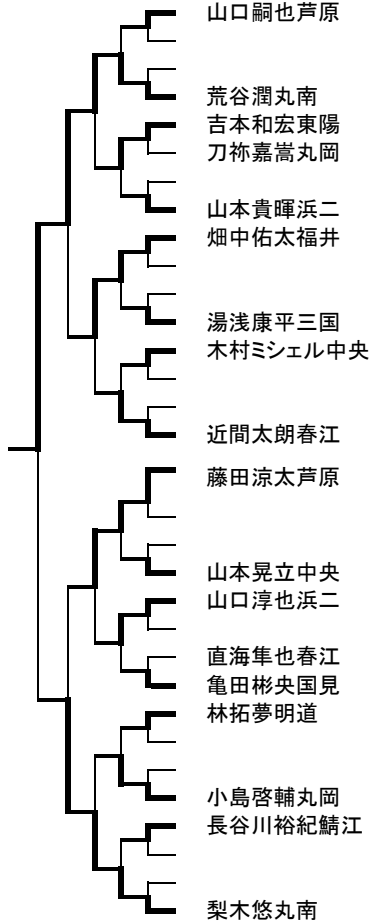 山口嗣也芦原
荒谷潤丸南
吉本和宏東陽
刀祢嘉嵩丸岡
山本貴暉浜二
畑中佑太福井
湯浅康平三国
木村ミシェル中央
近間太朗春江
藤田涼太芦原
山本晃立中央
山口淳也浜二
直海隼也春江
亀田彬央国見
林拓夢明道
小島啓輔丸岡
長谷川裕紀鯖江
梨木悠丸南